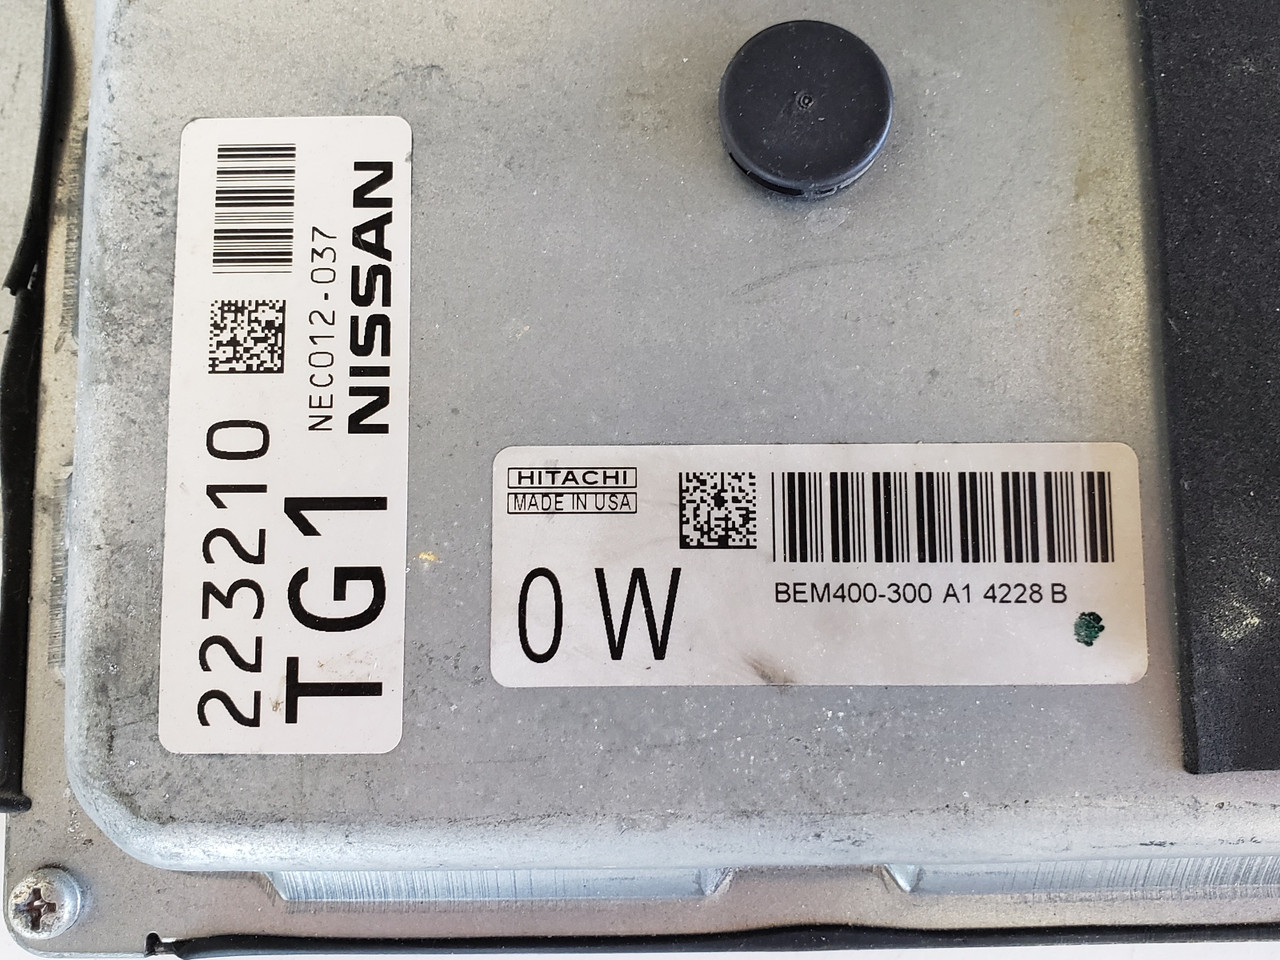 223210
TG1
NEC012-037
NISSAN
HITACHI
MADE IN USA
0 W
BEM400-300 A1 4228 B